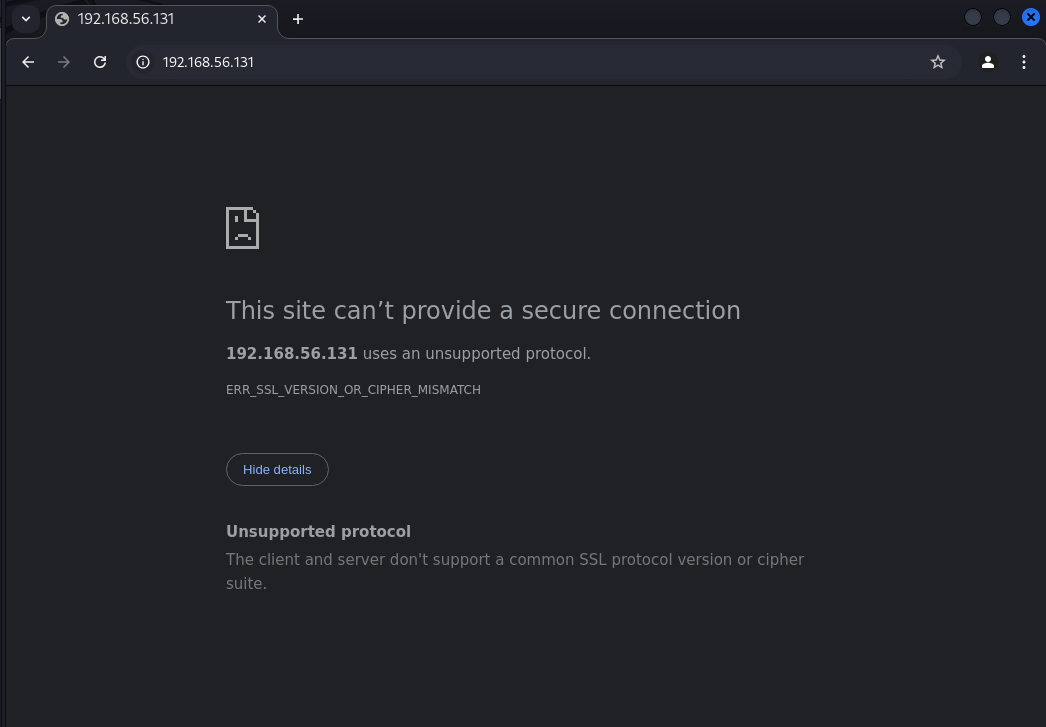 192.168.56.131
192.168.56.131
This site can’t provide a secure connection
192.168.56.131 uses an unsupported protocol.
ERR_SSL_VERSION_OR_CIPHER_MISMATCH
Hide details
Unsupported protocol
The client and server don't support a common SSL protocol version or cipher
suite.